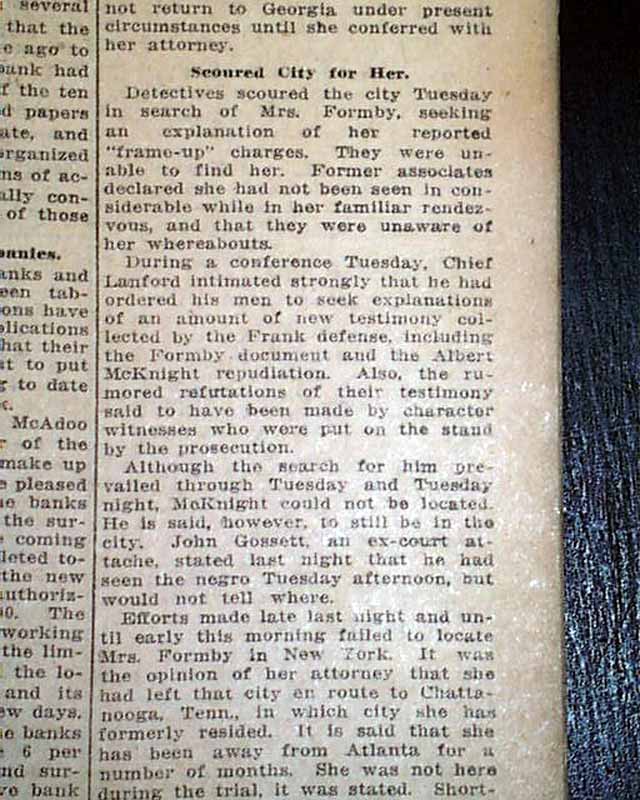 several
that the
e ago to
bank had
f the ten
d papers
ate, and
organized
ns of ac-
ally con-
of those
panies.
anks and
een tab-
ons have
plications
hat their
st to put
g to date
McAdoo
r of the
make up
e pleased
ne banks
the sur-
coming
leted to-
the new
authoriz-
The
working
the lim-
the lo-
and its
ew days.
e banks
6 per
nd sur-
ve bank
not return to Georgia under present
circumstances until she conferred with
her attorney.
Scoured City for Her.
Detectives scoured the city Tuesday
in search of Mrs. Formby, seeking
an explanation of her reported
"frame-up" charges. They were un-
able to find her. Former associates
declared she had not been seen in con-
siderable while in her familiar rendez-
vous, and that they were unaware of
her whereabouts.
During a conference Tuesday, Chief
Lanford intimated strongly that he had
ordered his men to seek explanations
of an amount of new testimony col-
lected by the Frank defense, including
the Formby document and the Albert
McKnight repudiation. Also, the ru-
mored refutations of their testimony
said to have been made by character
witnesses who were put on the stand
by the prosecution.
Although the search for him pre-
vailed through Tuesday and Tuesday
night, McKnight could not be located.
He is said, however, to still be in the
city. John Gossett, an ex-court at-
tache, stated last night that he had
seen the negro Tuesday afternoon, but
would not tell where.
Efforts made late last night and un-
til early this morning failed to locate
Mrs. Formby in New York. It was
the opinion of her attorney that she
had left that city en route to Chatta-
nooga, Tenn., in which city she has
formerly resided. It is said that she
has been away from Atlanta for a
number of months. She was not here
during the trial, it was stated. Short-